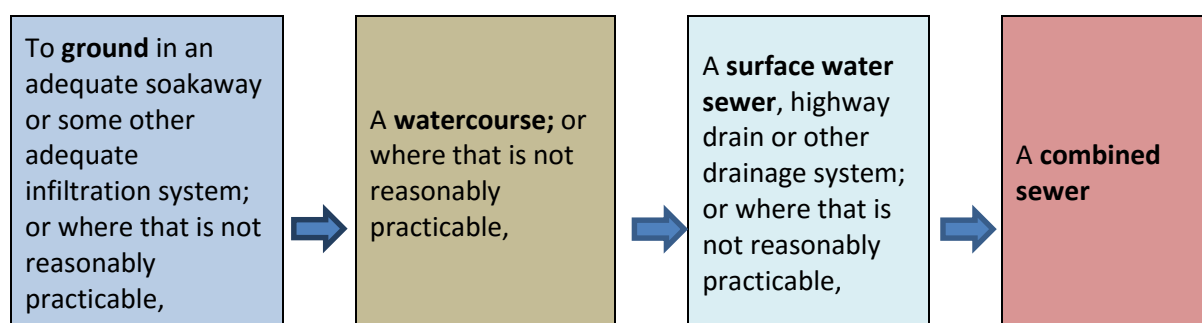 To ground in an
adequate soakaway
or some other
adequate
infiltration system;
or where that is not
reasonably
practicable,
A watercourse; or
where that is not
reasonably
practicable,
A surface water
sewer, highway
drain or other
drainage system;
or where that is
not reasonably
practicable,
A combined
sewer